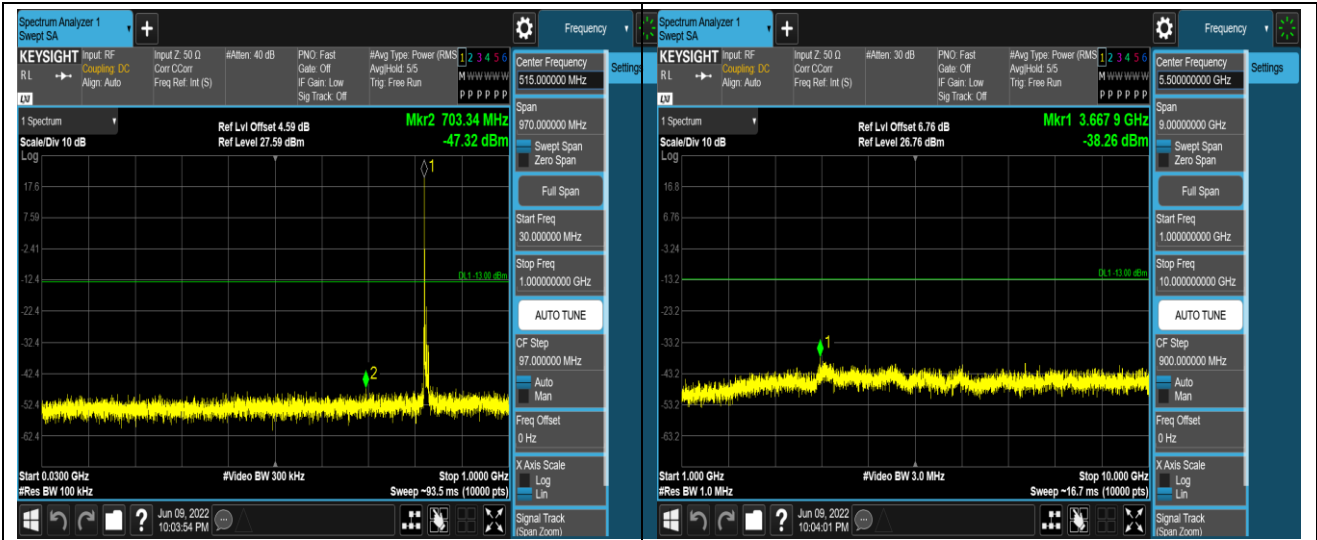 Spectrum Analyzer 1
Swept SA
+
Frequency
KEYSIGHT
Input: RF
Coupling: DC
Align: Auto
Input Z: 50 Ω
Corr CCorr
Freq Ref: Int (S)
#Atten: 40 dB
PNO: Fast
Gate: Off
IF Gain: Low
Sig Track: Off
#Avg Type: Power (RMS
Avg|Hold: 5/5
Trig: Free Run
1 2 3 4 5 6
M W W W W W
P P P P P P
RL
LXI
Center Frequency
515.000000 MHz
Settings
Span
970.000000 MHz
Swept Span
Zero Span
Full Span
Start Freq
30.000000 MHz
Stop Freq
1.000000000 GHz
AUTO TUNE
CF Step
97.000000 MHz
Auto
Man
Freq Offset
0 Hz
X Axis Scale
Log
Lin
Signal Track
(Span Zoom)
1 Spectrum
Scale/Div 10 dB
Log
Ref Lvl Offset 4.59 dB
Ref Level 27.59 dBm
Mkr2 703.34 MHz
-47.32 dBm
1
17.6
7.59
-2.41
DL1 -13.00 dBm
-12.4
-22.4
-32.4
-42.4
2
-52.4
-62.4
Start 0.0300 GHz
#Res BW 100 kHz
#Video BW 300 kHz
Stop 1.0000 GHz
Sweep ~93.5 ms (10000 pts)
?
Jun 09, 2022
10:03:54 PM
Spectrum Analyzer 1
Swept SA
+
Frequency
KEYSIGHT
Input: RF
Coupling: DC
Align: Auto
Input Z: 50 Ω
Corr CCorr
Freq Ref: Int (S)
#Atten: 30 dB
PNO: Fast
Gate: Off
IF Gain: Low
Sig Track: Off
#Avg Type: Power (RMS
Avg|Hold: 5/5
Trig: Free Run
1 2 3 4 5 6
M W W W W W
P P P P P P
RL
LXI
Center Frequency
5.500000000 GHz
Settings
Span
9.00000000 GHz
Swept Span
Zero Span
Full Span
Start Freq
1.000000000 GHz
Stop Freq
10.000000000 GHz
AUTO TUNE
CF Step
900.000000 MHz
Auto
Man
Freq Offset
0 Hz
X Axis Scale
Log
Lin
Signal Track
(Span Zoom)
1 Spectrum
Scale/Div 10 dB
Log
Ref Lvl Offset 6.76 dB
Ref Level 26.76 dBm
Mkr1 3.667 9 GHz
-38.26 dBm
16.8
6.76
-3.24
DL1 -13.00 dBm
-13.2
-23.2
-33.2
1
-43.2
-53.2
-63.2
Start 1.000 GHz
#Res BW 1.0 MHz
#Video BW 3.0 MHz
Stop 10.000 GHz
Sweep ~16.7 ms (10000 pts)
?
Jun 09, 2022
10:04:01 PM